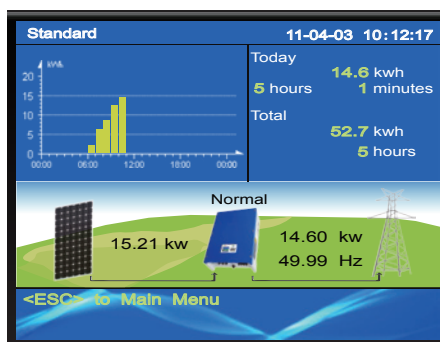 Standard 11-04-03 10:12:17
kwh
20
15
10
5
0
00:00 06:00 12:00 18:00 00:00
Today
14.6 kwh
5 hours 1 minutes
Total
52.7 kwh
5 hours
Normal
15.21 kw
14.60 kw
49.99 Hz
<ESC> to Main Menu